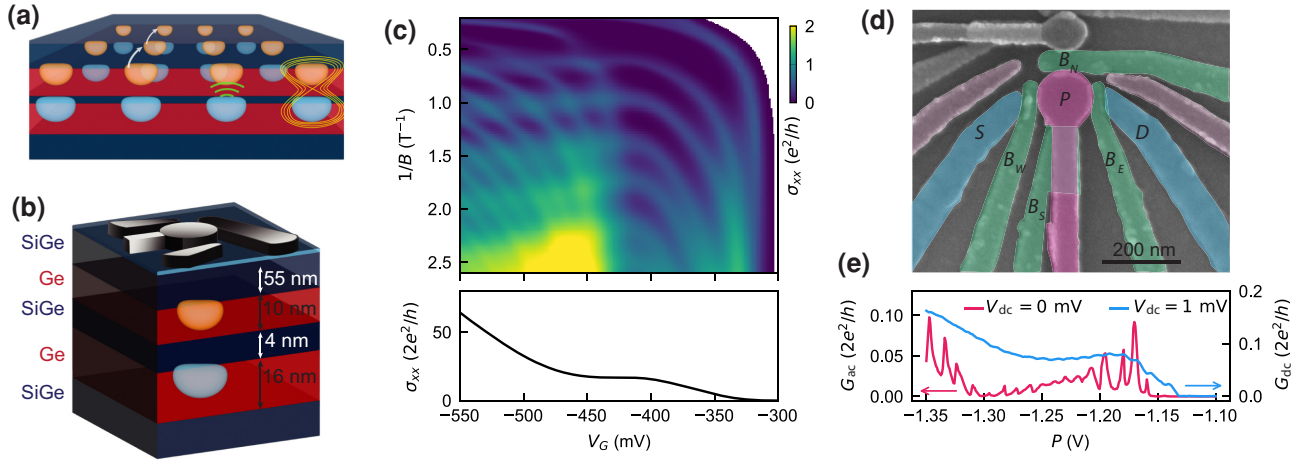 (a)
(b)
SiGe
Ge
SiGe
Ge
SiGe
55 nm
10 nm
4 nm
16 nm
(c)
0.5
1.0
1.5
2.0
2.5
1/B (T⁻¹)
2
1
0
σxx (e²/h)
50
0
σxx (2e²/h)
−550
−500
−450
−400
−350
−300
VG (mV)
(d)
BN
P
S
D
BW
BE
BS
200 nm
(e)
Vdc = 0 mV
Vdc = 1 mV
0.10
0.05
0.00
Gac (2e²/h)
0.2
0.1
0.0
Gdc (2e²/h)
−1.35
−1.30
−1.25
−1.20
−1.15
−1.10
P (V)